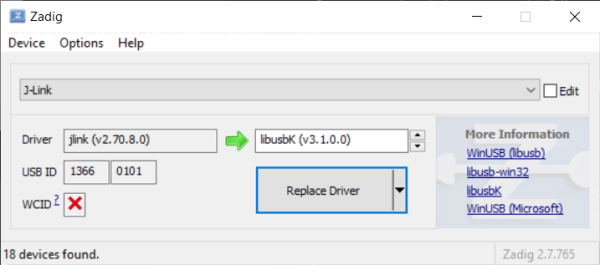 Zadig
Device Options Help
J-Link
Edit
Driver jlink (v2.70.8.0) libusbK (v3.1.0.0)
USB ID 1366 0101
WCID ?
Replace Driver
More Information
WinUSB (libusb)
libusb-win32
libusbK
WinUSB (Microsoft)
18 devices found.
Zadig 2.7.765